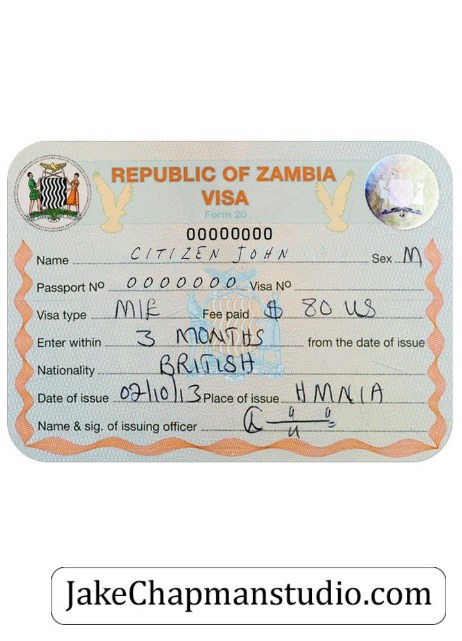 REPUBLIC OF ZAMBIA
VISA
Form 20
00000000
Name CITIZEN JOHN Sex M
Passport Nº 0000000 Visa Nº
Visa type MIE Fee paid $ 80 US
Enter within 3 MONTHS from the date of issue
Nationality BRITISH
Date of issue 02/10/13 Place of issue HMNIA
Name & sig. of issuing officer
JakeChapmanstudio.com